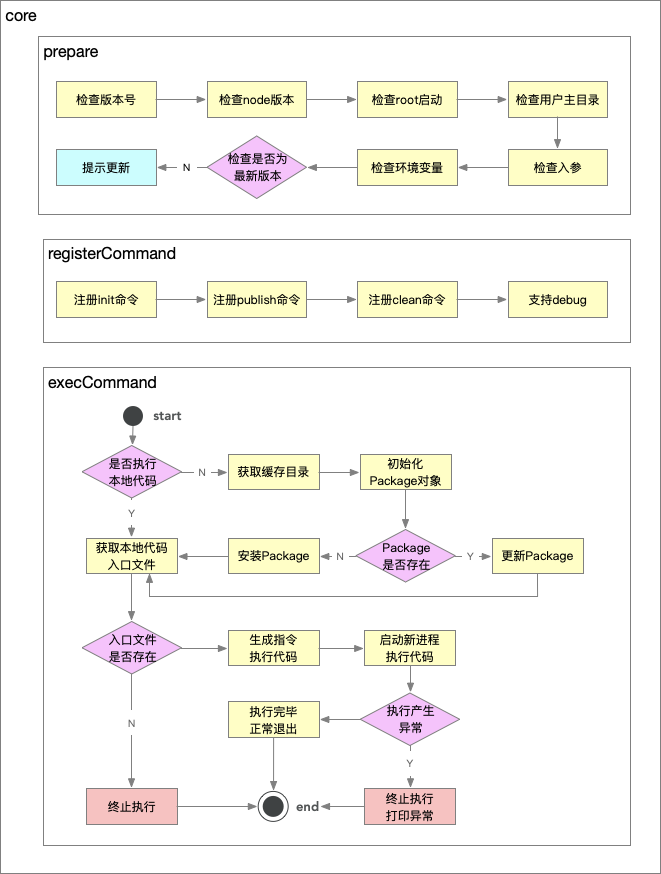 core
prepare
检查版本号
检查node版本
检查root启动
检查用户主目录
提示更新
N
检查是否为
最新版本
检查环境变量
检查入参
registerCommand
注册init命令
注册publish命令
注册clean命令
支持debug
execCommand
start
是否执行
本地代码
N
获取缓存目录
初始化
Package对象
Y
获取本地代码
入口文件
安装Package
N
Package
是否存在
Y
更新Package
入口文件
是否存在
生成指令
执行代码
启动新进程
执行代码
N
执行完毕
正常退出
执行产生
异常
Y
终止执行
end
终止执行
打印异常